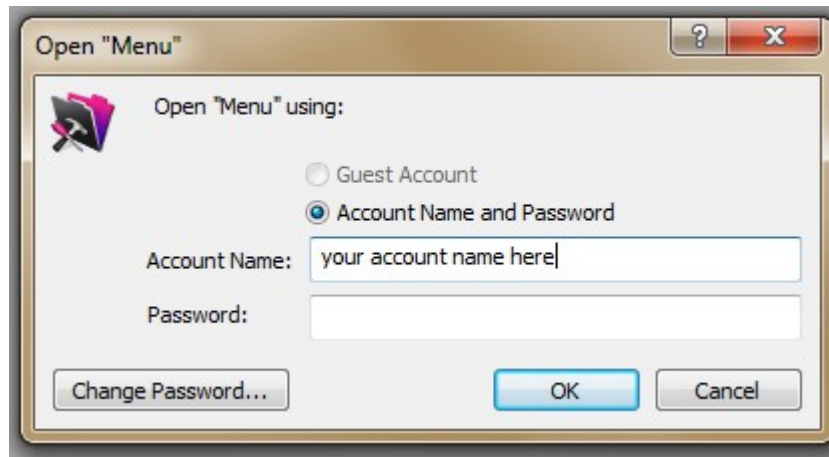 Open "Menu"
Open "Menu" using:
Guest Account
Account Name and Password
Account Name: your account name here
Password:
Change Password... OK Cancel